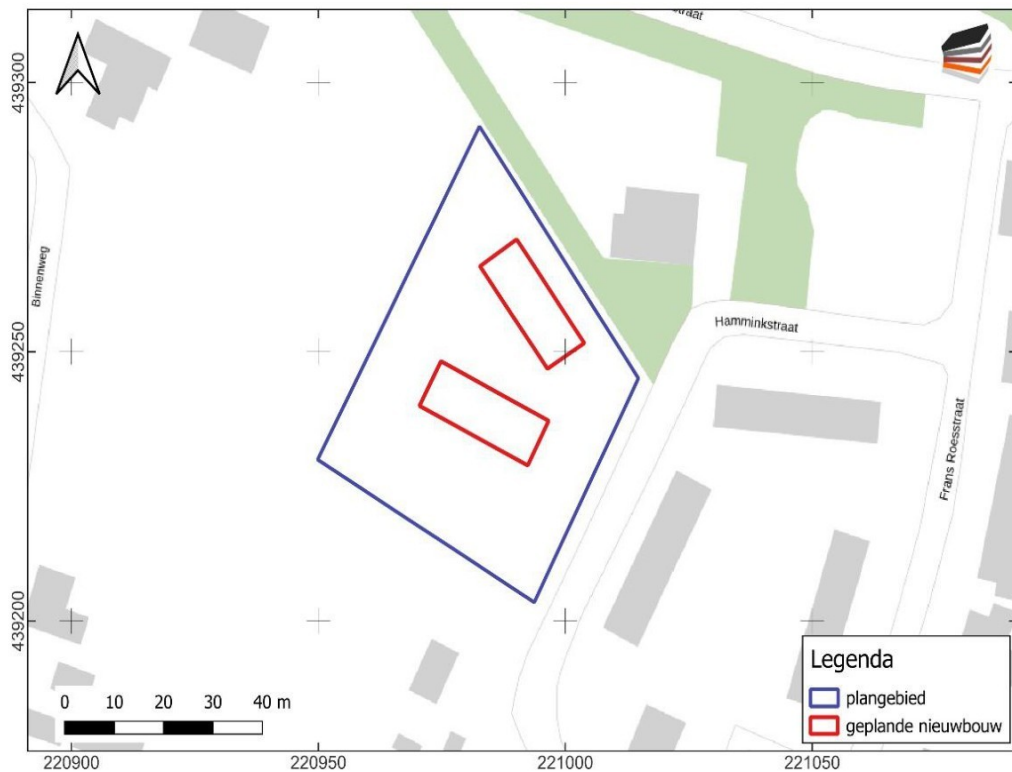 straat
439300
Binnenweg
439250
Hamminkstraat
Frans Roesstraat
439200
0 10 20 30 40 m
Legenda
plangebied
geplande nieuwbouw
220900 220950 221000 221050